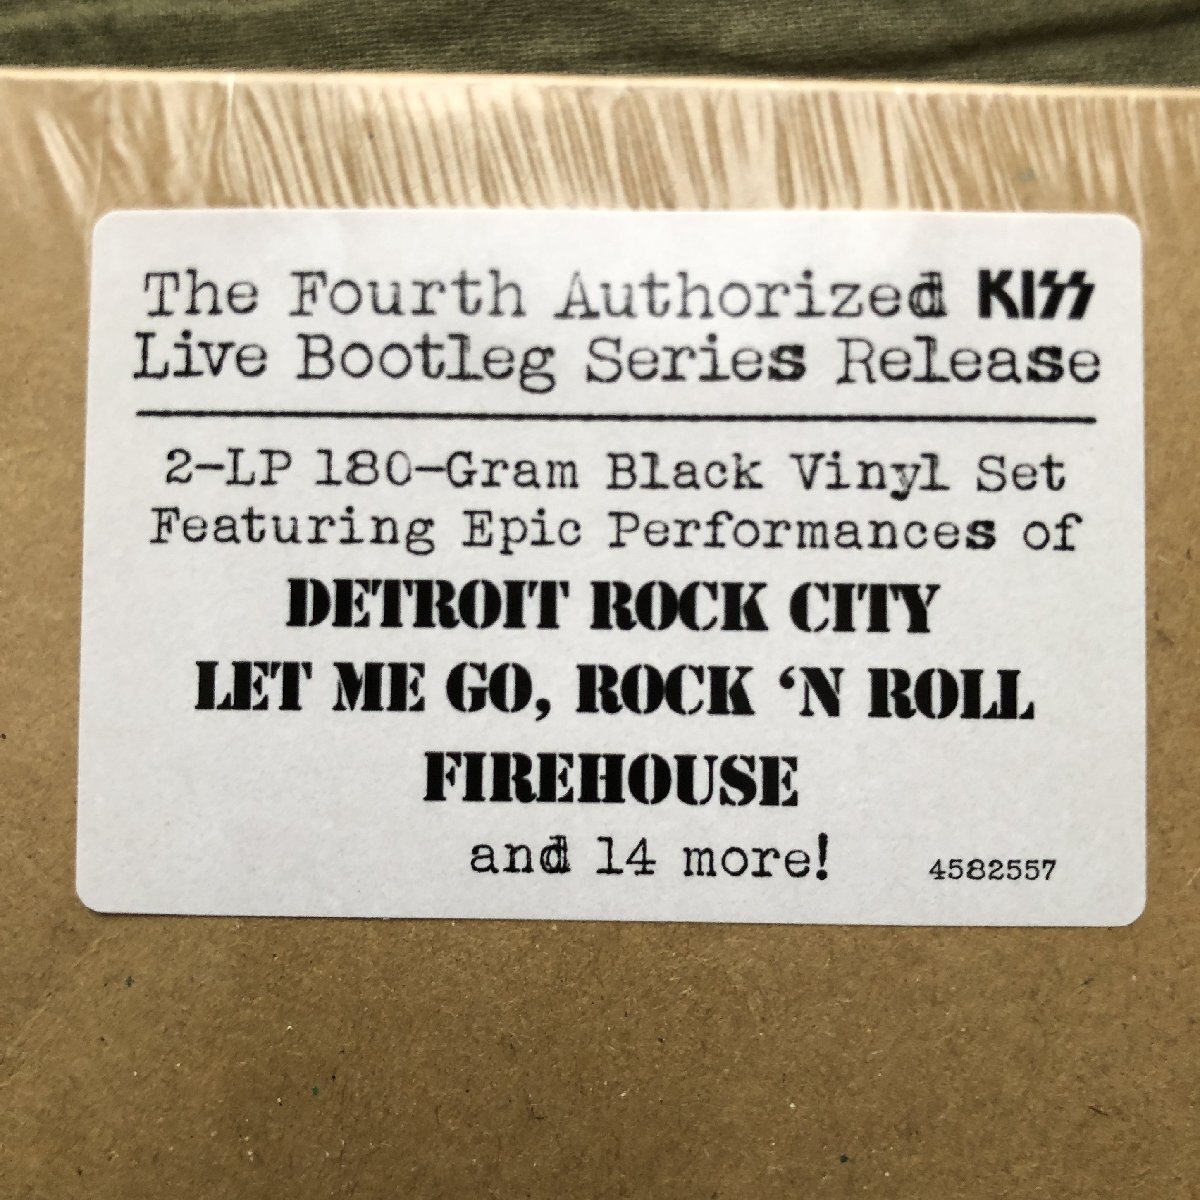 The Fourth Authorized KISS
Live Bootleg Series Release
2-LP 180-Gram Black Vinyl Set
Featuring Epic Performances of
DETROIT ROCK CITY
LET ME GO, ROCK ‘N ROLL
FIREHOUSE
and 14 more!
4582557